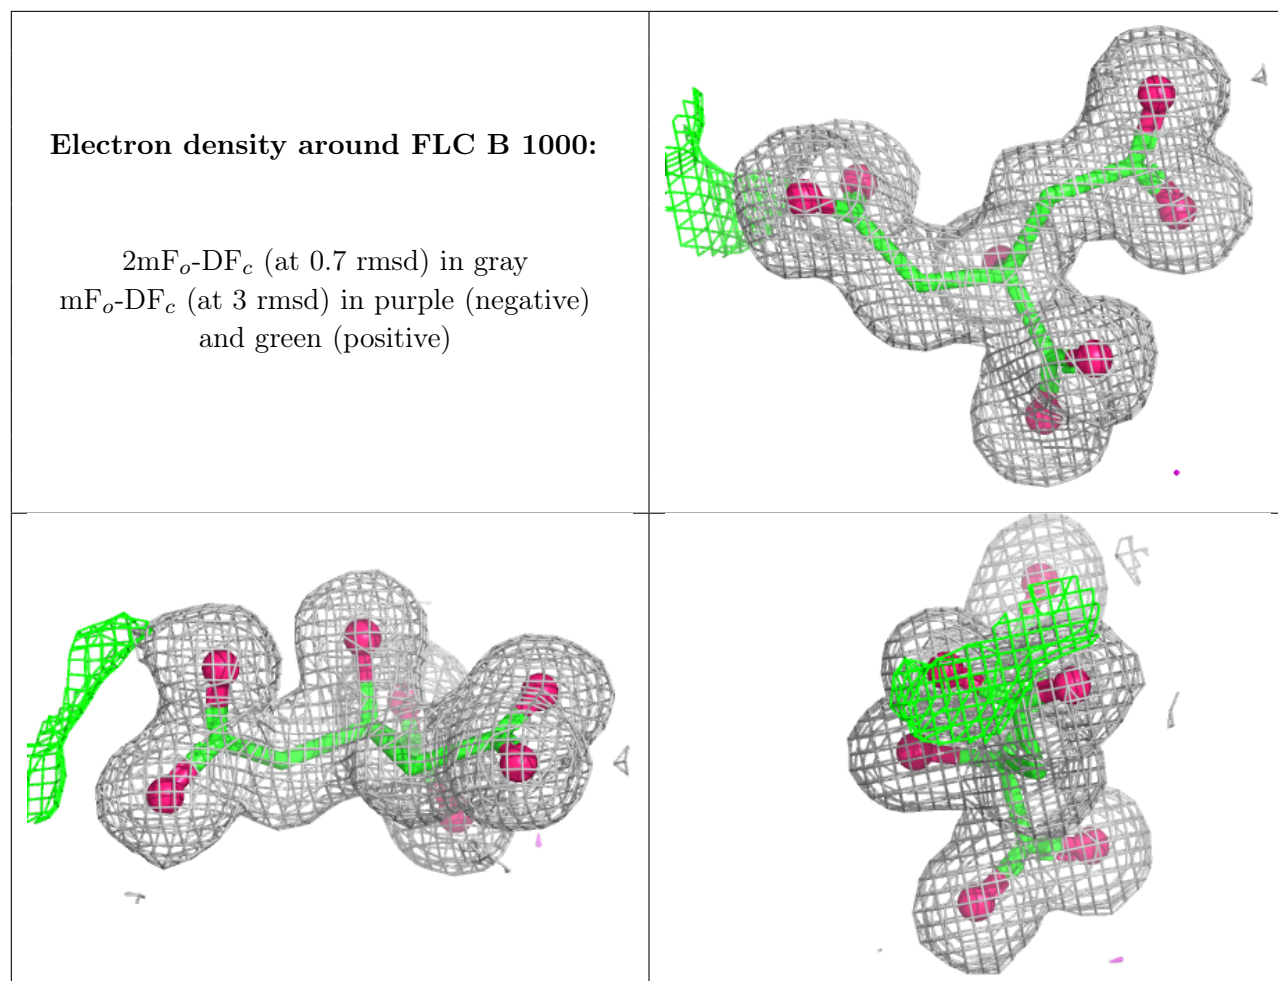 Electron density around FLC B 1000:
2mFo-DFc (at 0.7 rmsd) in gray
mFo-DFc (at 3 rmsd) in purple (negative)
and green (positive)